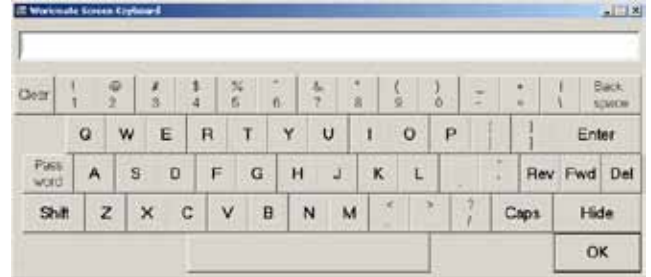 Workmate Screen Keyboard
Clear ! 1 @ 2 # 3 $ 4 % 5 ^ 6 & 7 * 8 ( 9 ) 0 _ - + = | \ Back space
Q W E R T Y U I O P { [ } ] Enter
Pass word A S D F G H J K L Rev Fwd Del
Shift Z X C V B N M < > ? / Caps Hide
OK